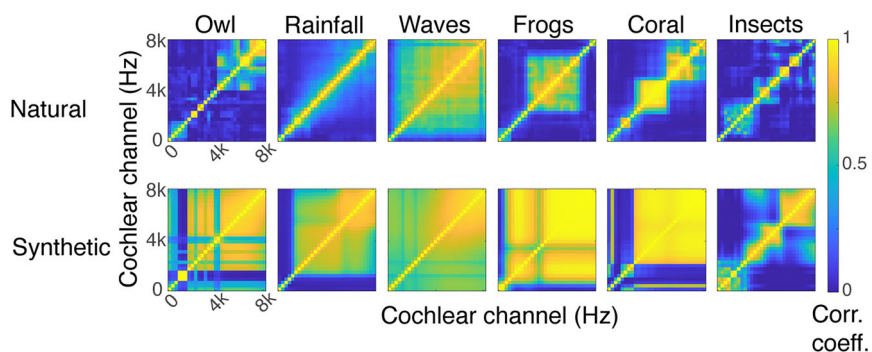 Owl Rainfall Waves Frogs Coral Insects
Natural
Cochlear channel (Hz)
8k
4k
0
0 4k 8k
1
0.5
0
Synthetic
8k
4k
0
0 4k 8k
Cochlear channel (Hz)
Corr.
coeff.